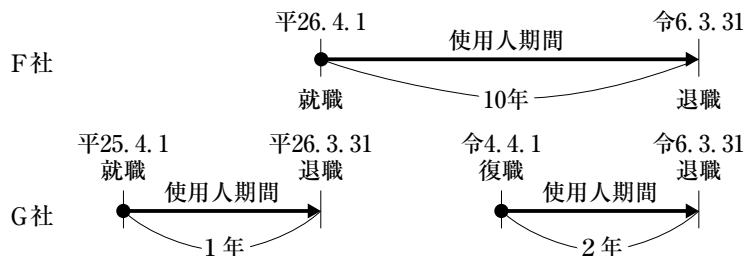 平26.4.1 令6.3.31
使用人期間
F社
就職 10年 退職
平25.4.1 平26.3.31 令4.4.1 令6.3.31
就職 退職 復職 退職
使用人期間 使用人期間
G社
1年 2年